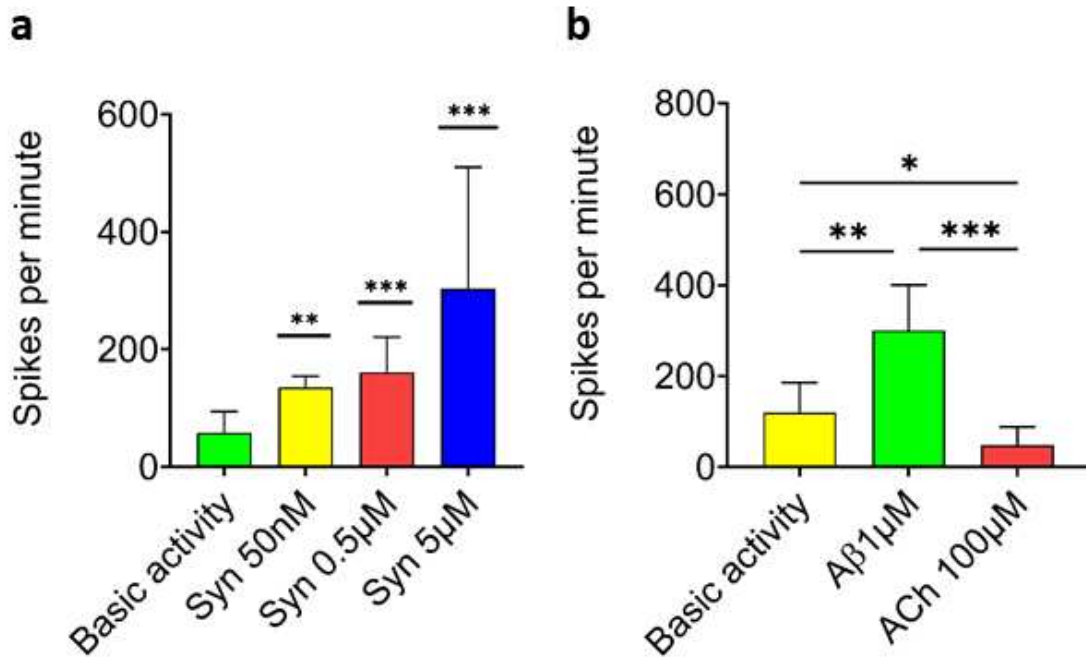 a
Spikes per minute
600
400
200
0
***
***
**
Basic activity
Syn 50nM
Syn 0.5µM
Syn 5µM
b
Spikes per minute
800
600
400
200
0
*
**
***
Basic activity
Aβ1µM
ACh 100µM